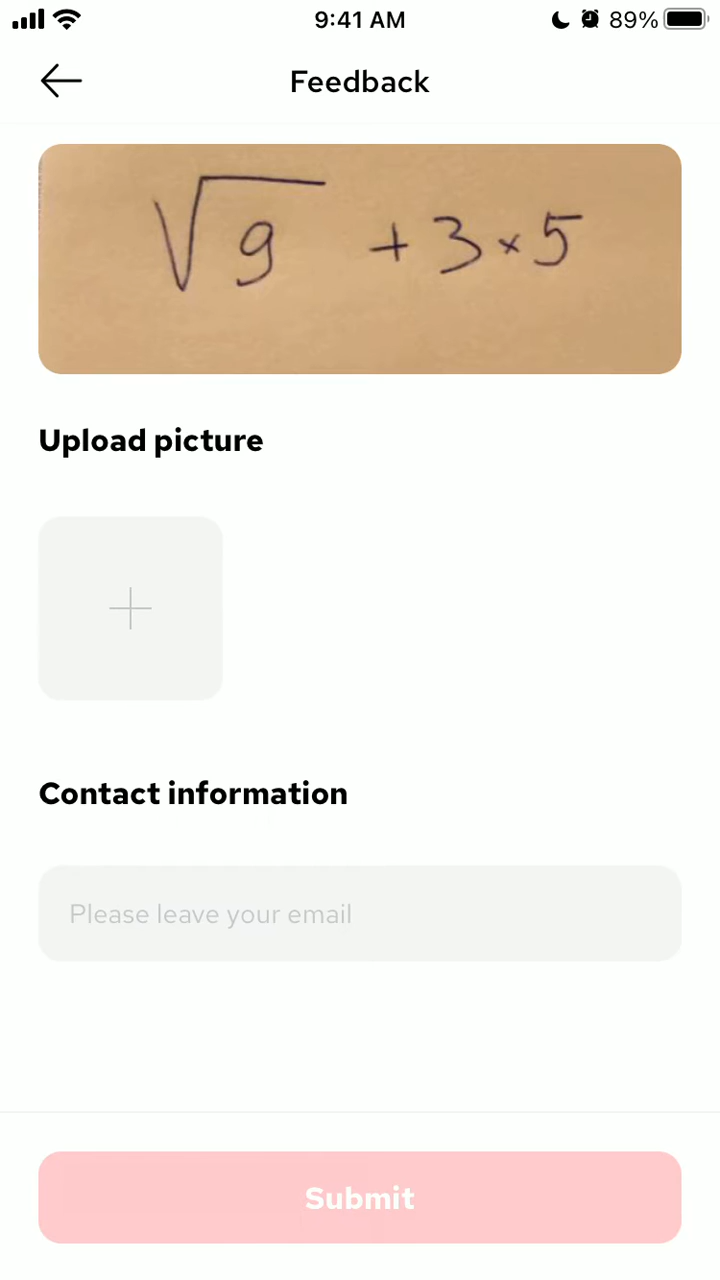 9:41 AM 89%
Feedback
√9 +3×5
Upload picture
Contact information
Please leave your email
Submit